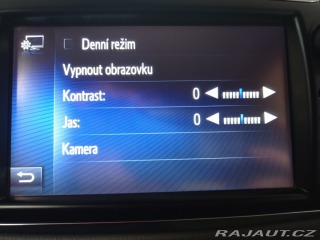 Denní režim
Vypnout obrazovku
Kontrast: 0
Jas: 0
Kamera
RAJAUT.CZ